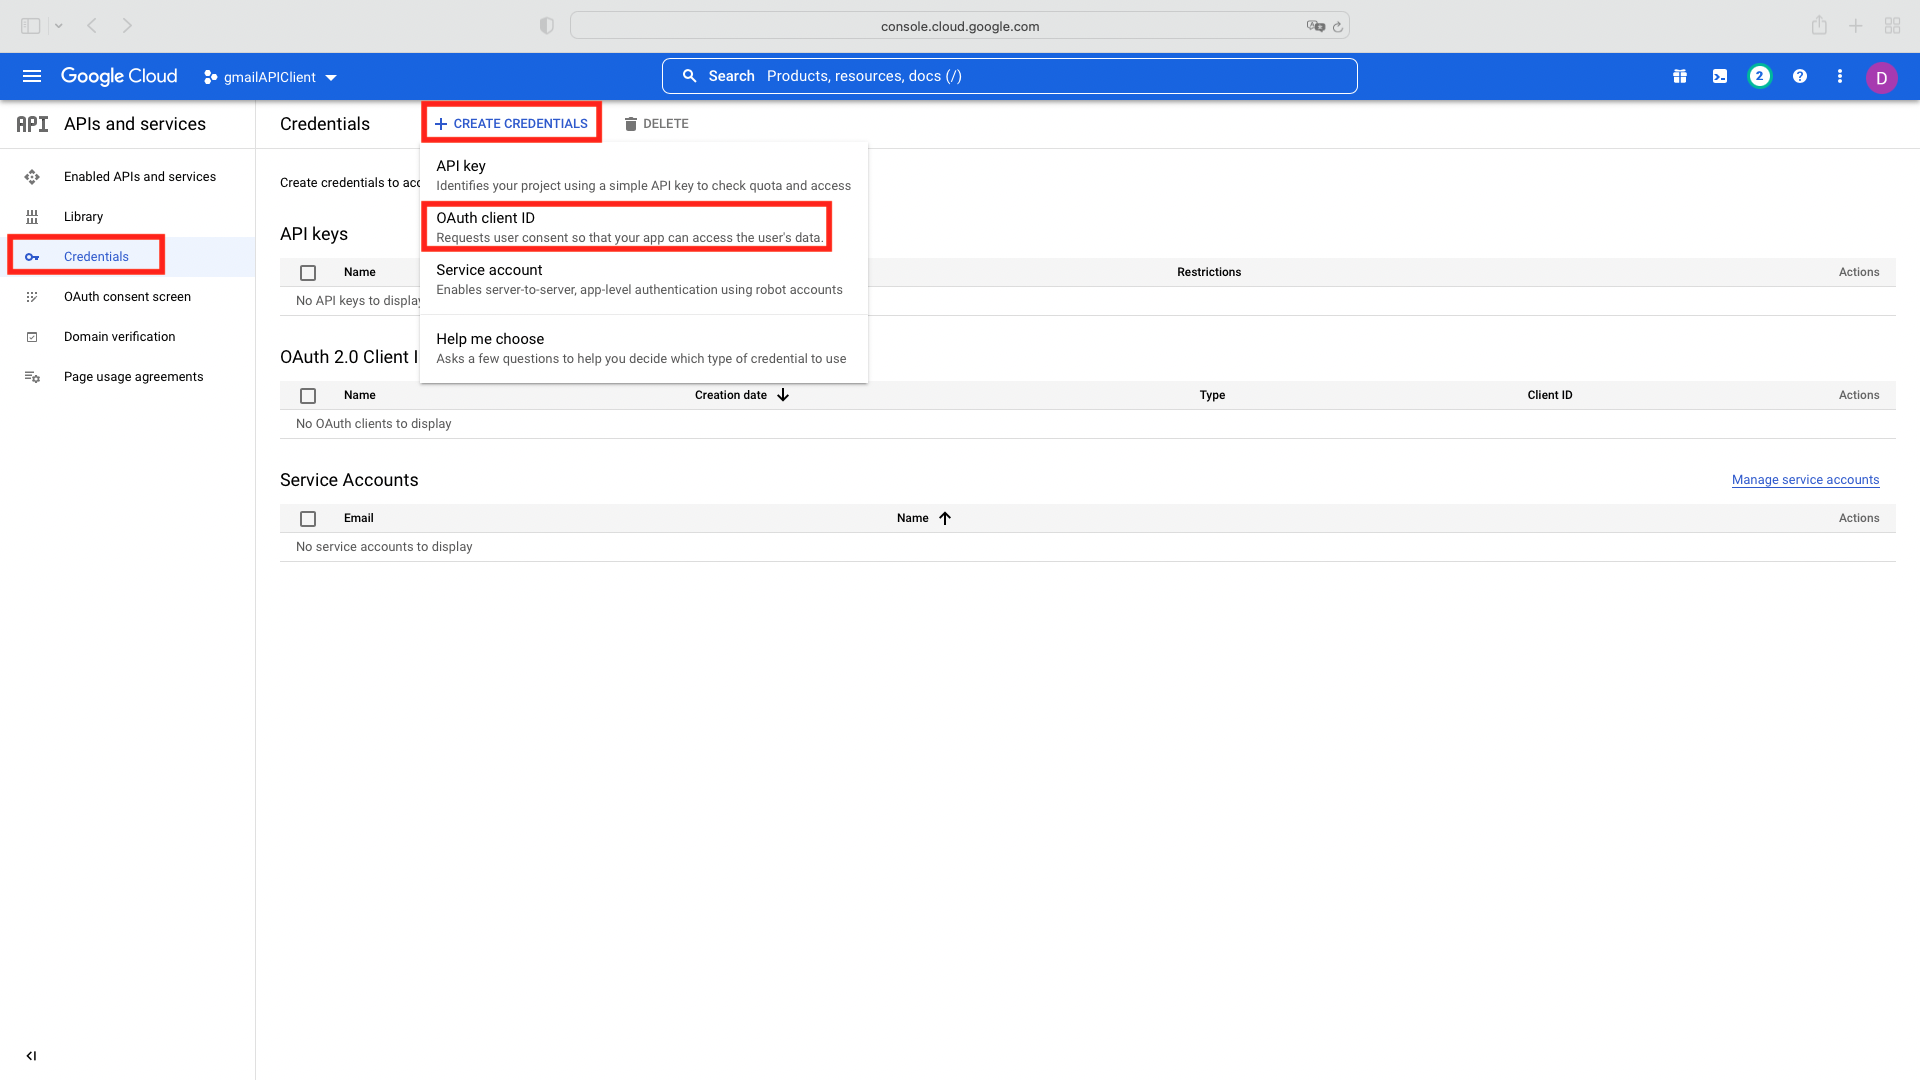 console.cloud.google.com
Google Cloud
gmailAPIClient
Search Products, resources, docs (/)
2
D
API APIs and services
Credentials
CREATE CREDENTIALS
DELETE
Enabled APIs and services
Library
Credentials
OAuth consent screen
Domain verification
Page usage agreements
Create credentials to acc
API key
Identifies your project using a simple API key to check quota and access
OAuth client ID
Requests user consent so that your app can access the user's data.
Service account
Enables server-to-server, app-level authentication using robot accounts
Help me choose
Asks a few questions to help you decide which type of credential to use
API keys
Name Restrictions Actions
No API keys to display
OAuth 2.0 Client I
Name Creation date Type Client ID Actions
No OAuth clients to display
Service Accounts
Manage service accounts
Email Name Actions
No service accounts to display